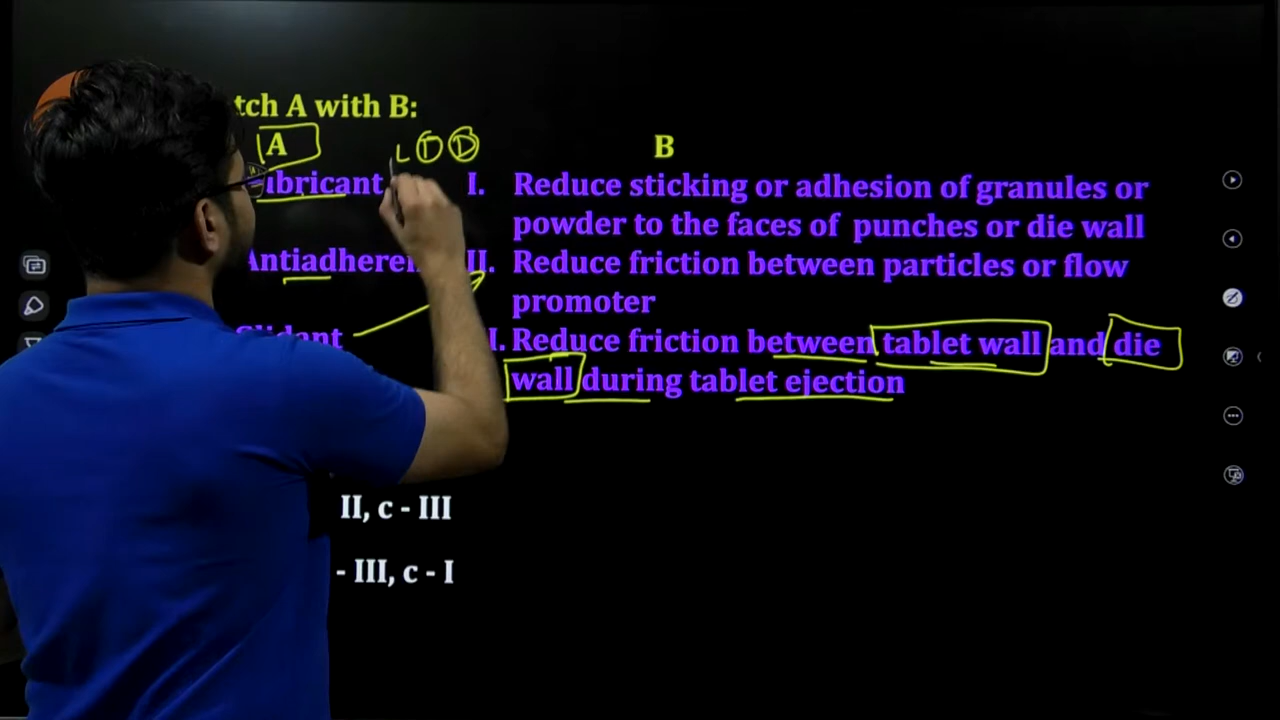 tch A with B:
A L T D B
ubricant I. Reduce sticking or adhesion of granules or
powder to the faces of punches or die wall
Antiadheren II. Reduce friction between particles or flow
promoter
Glidant I. Reduce friction between tablet wall and die
wall during tablet ejection
II, c - III
- III, c - I